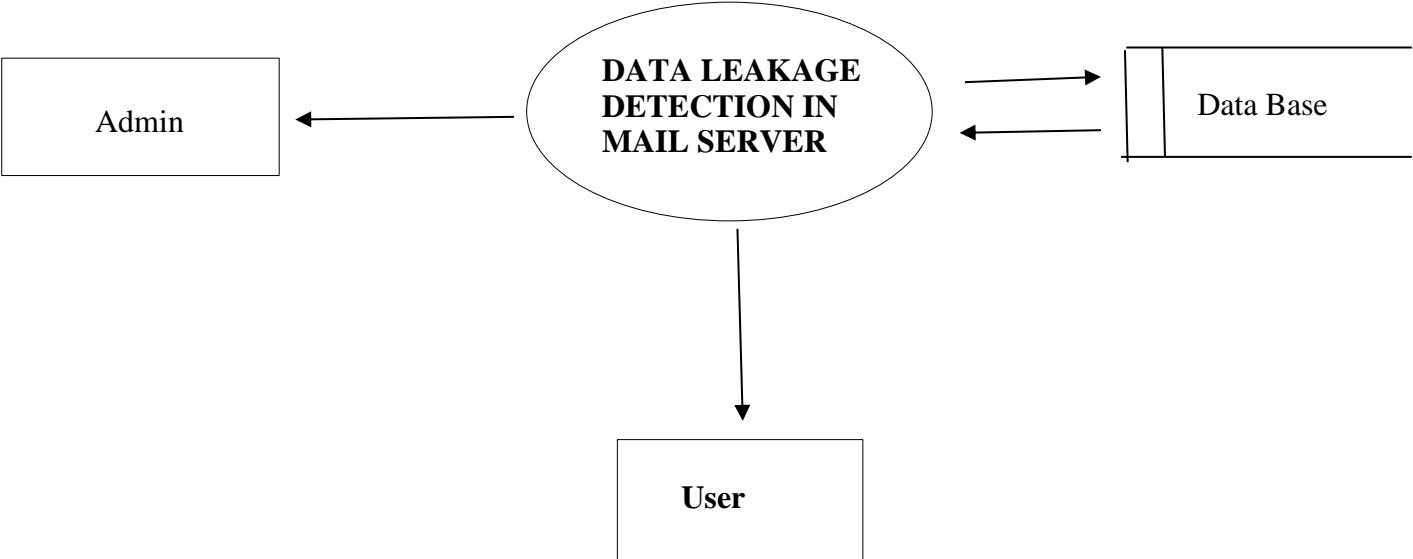 DATA LEAKAGE
DETECTION IN
MAIL SERVER
Admin
Data Base
User